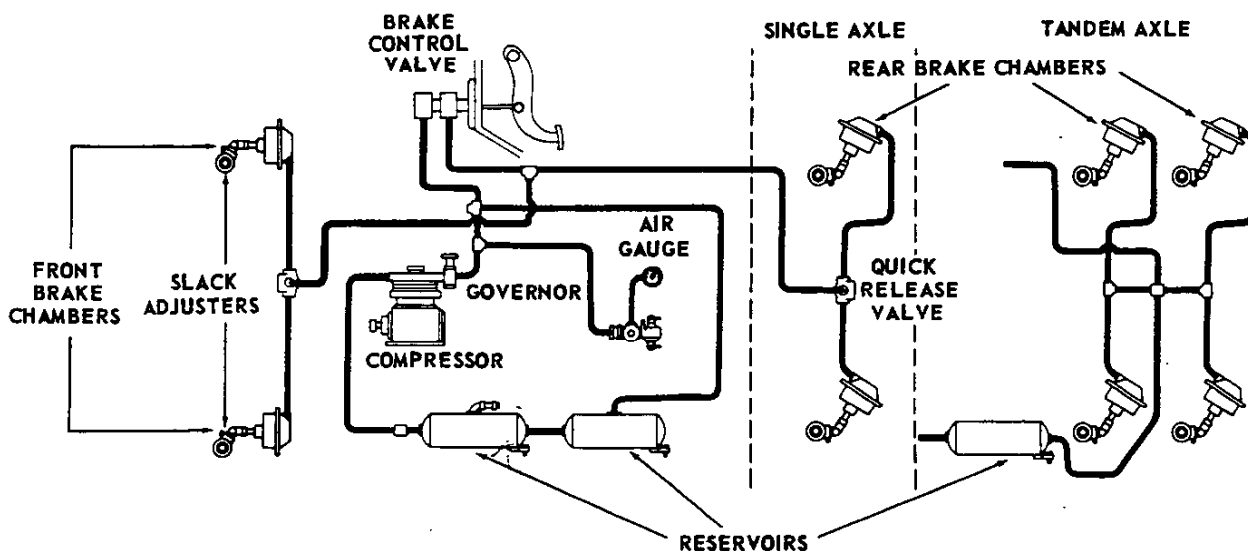 BRAKE
CONTROL
VALVE
SINGLE AXLE
TANDEM AXLE
REAR BRAKE CHAMBERS
AIR
GAUGE
FRONT
BRAKE
CHAMBERS
SLACK
ADJUSTERS
GOVERNOR
QUICK
RELEASE
VALVE
COMPRESSOR
RESERVOIRS